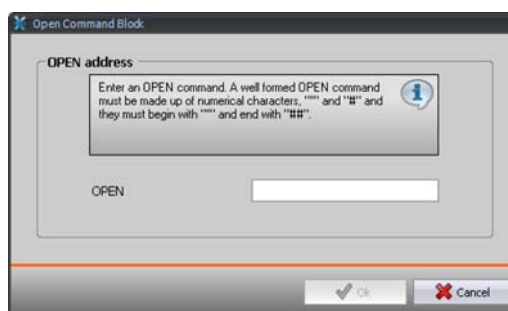 Open Command Block
OPEN address
Enter an OPEN command. A well formed OPEN command
must be made up of numerical characters, "*" and "#" and
they must begin with "*" and end with "##".
OPEN
Ok
Cancel